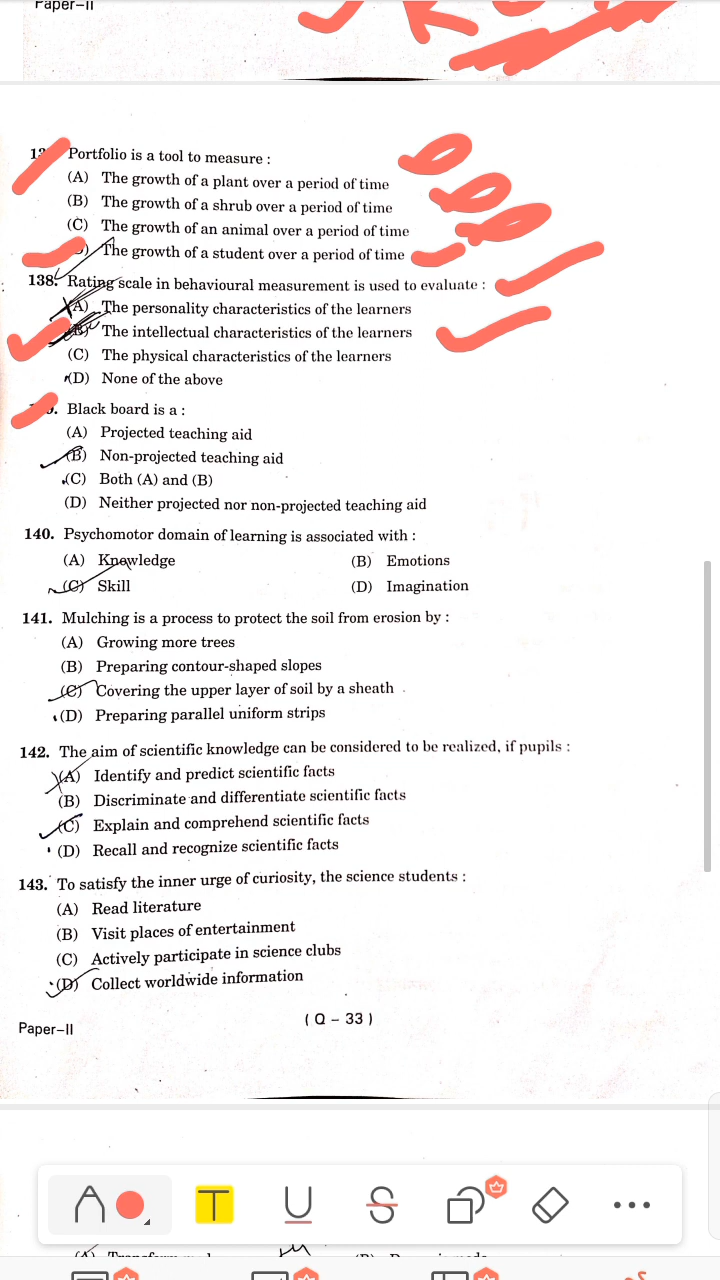 Paper–II
Portfolio is a tool to measure :
(A) The growth of a plant over a period of time
(B) The growth of a shrub over a period of time
(C) The growth of an animal over a period of time
The growth of a student over a period of time
138. Rating scale in behavioural measurement is used to evaluate :
(A) The personality characteristics of the learners
(B) The intellectual characteristics of the learners
(C) The physical characteristics of the learners
(D) None of the above
Black board is a :
(A) Projected teaching aid
(B) Non-projected teaching aid
(C) Both (A) and (B)
(D) Neither projected nor non-projected teaching aid
140. Psychomotor domain of learning is associated with :
(A) Knowledge (B) Emotions
(C) Skill (D) Imagination
141. Mulching is a process to protect the soil from erosion by :
(A) Growing more trees
(B) Preparing contour-shaped slopes
(C) Covering the upper layer of soil by a sheath
(D) Preparing parallel uniform strips
142. The aim of scientific knowledge can be considered to be realized, if pupils :
(A) Identify and predict scientific facts
(B) Discriminate and differentiate scientific facts
(C) Explain and comprehend scientific facts
(D) Recall and recognize scientific facts
143. To satisfy the inner urge of curiosity, the science students :
(A) Read literature
(B) Visit places of entertainment
(C) Actively participate in science clubs
(D) Collect worldwide information
Paper–II ( Q – 33 )
A T U S